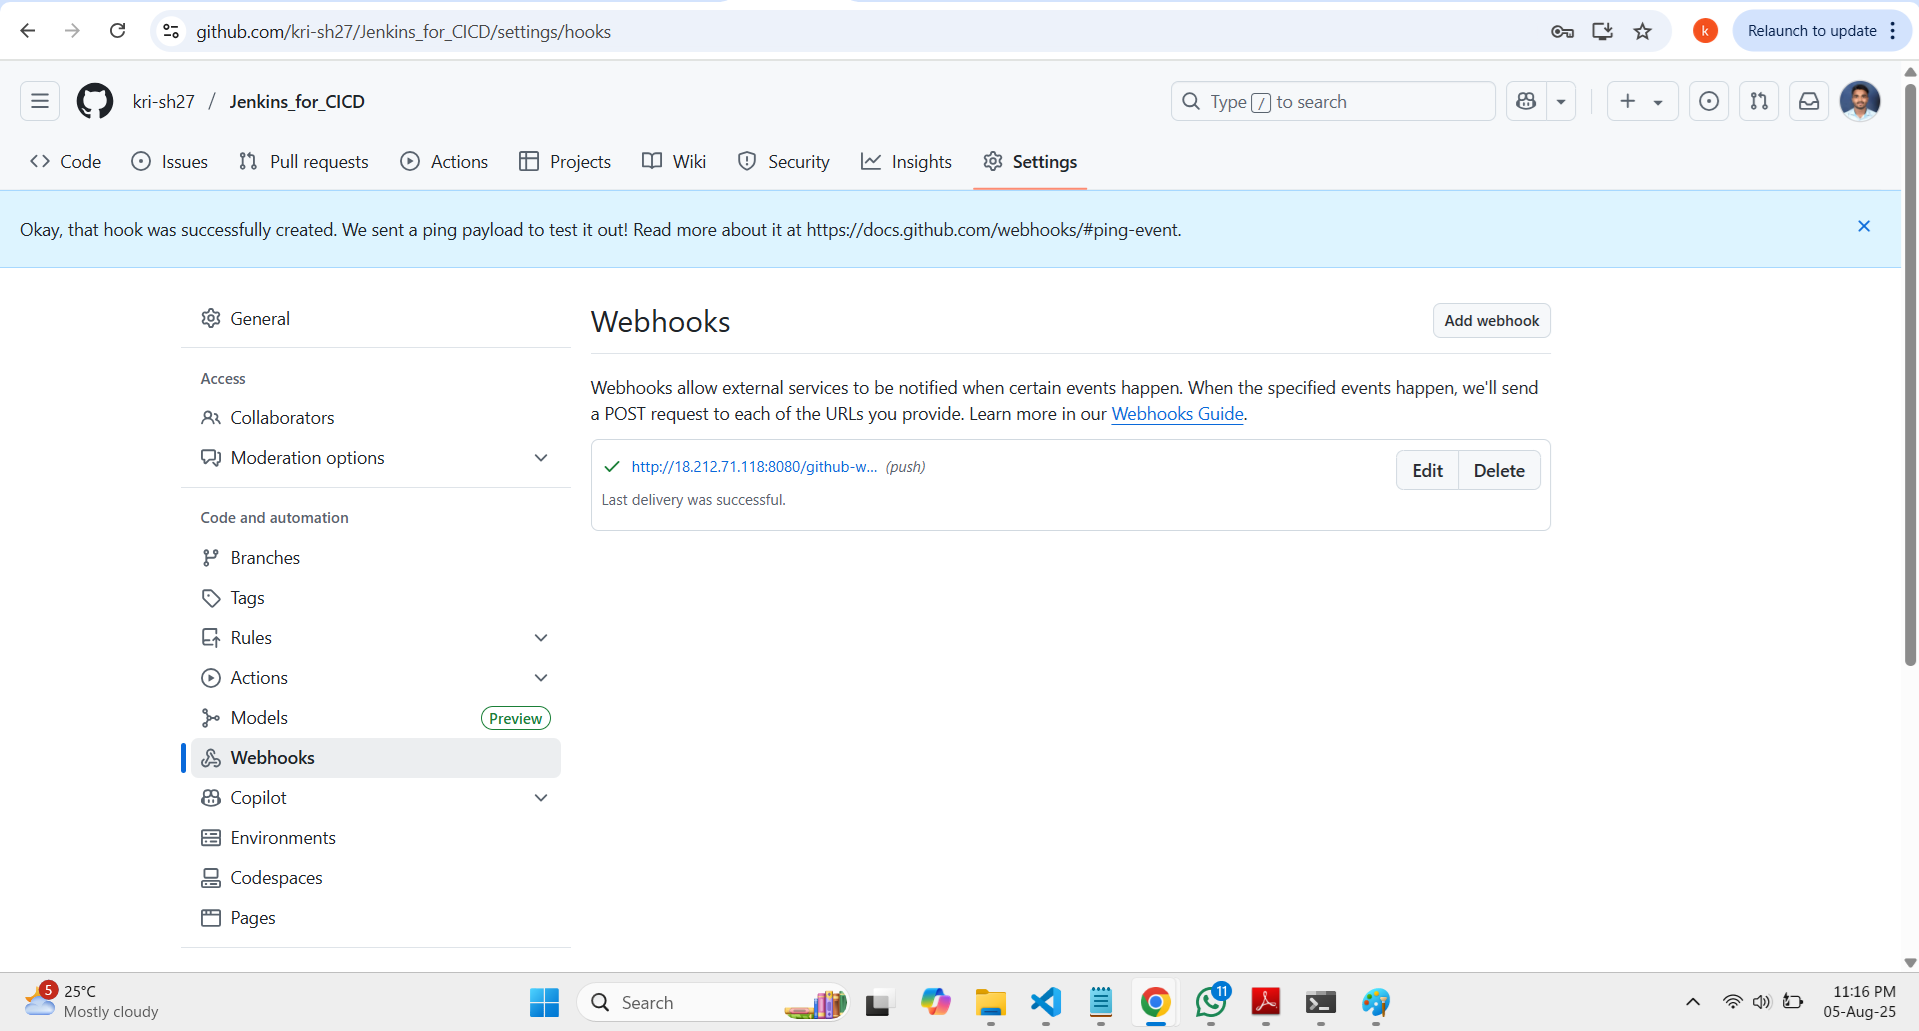 github.com/kri-sh27/Jenkins_for_CICD/settings/hooks
k
Relaunch to update
kri-sh27 / Jenkins_for_CICD
Type / to search
Code
Issues
Pull requests
Actions
Projects
Wiki
Security
Insights
Settings
Okay, that hook was successfully created. We sent a ping payload to test it out! Read more about it at https://docs.github.com/webhooks/#ping-event.
General
Access
Collaborators
Moderation options
Code and automation
Branches
Tags
Rules
Actions
Models
Preview
Webhooks
Copilot
Environments
Codespaces
Pages
Webhooks
Add webhook
Webhooks allow external services to be notified when certain events happen. When the specified events happen, we'll send
a POST request to each of the URLs you provide. Learn more in our Webhooks Guide.
http://18.212.71.118:8080/github-w... (push)
Edit
Delete
Last delivery was successful.
5
25°C
Mostly cloudy
Search
11
11:16 PM
05-Aug-25